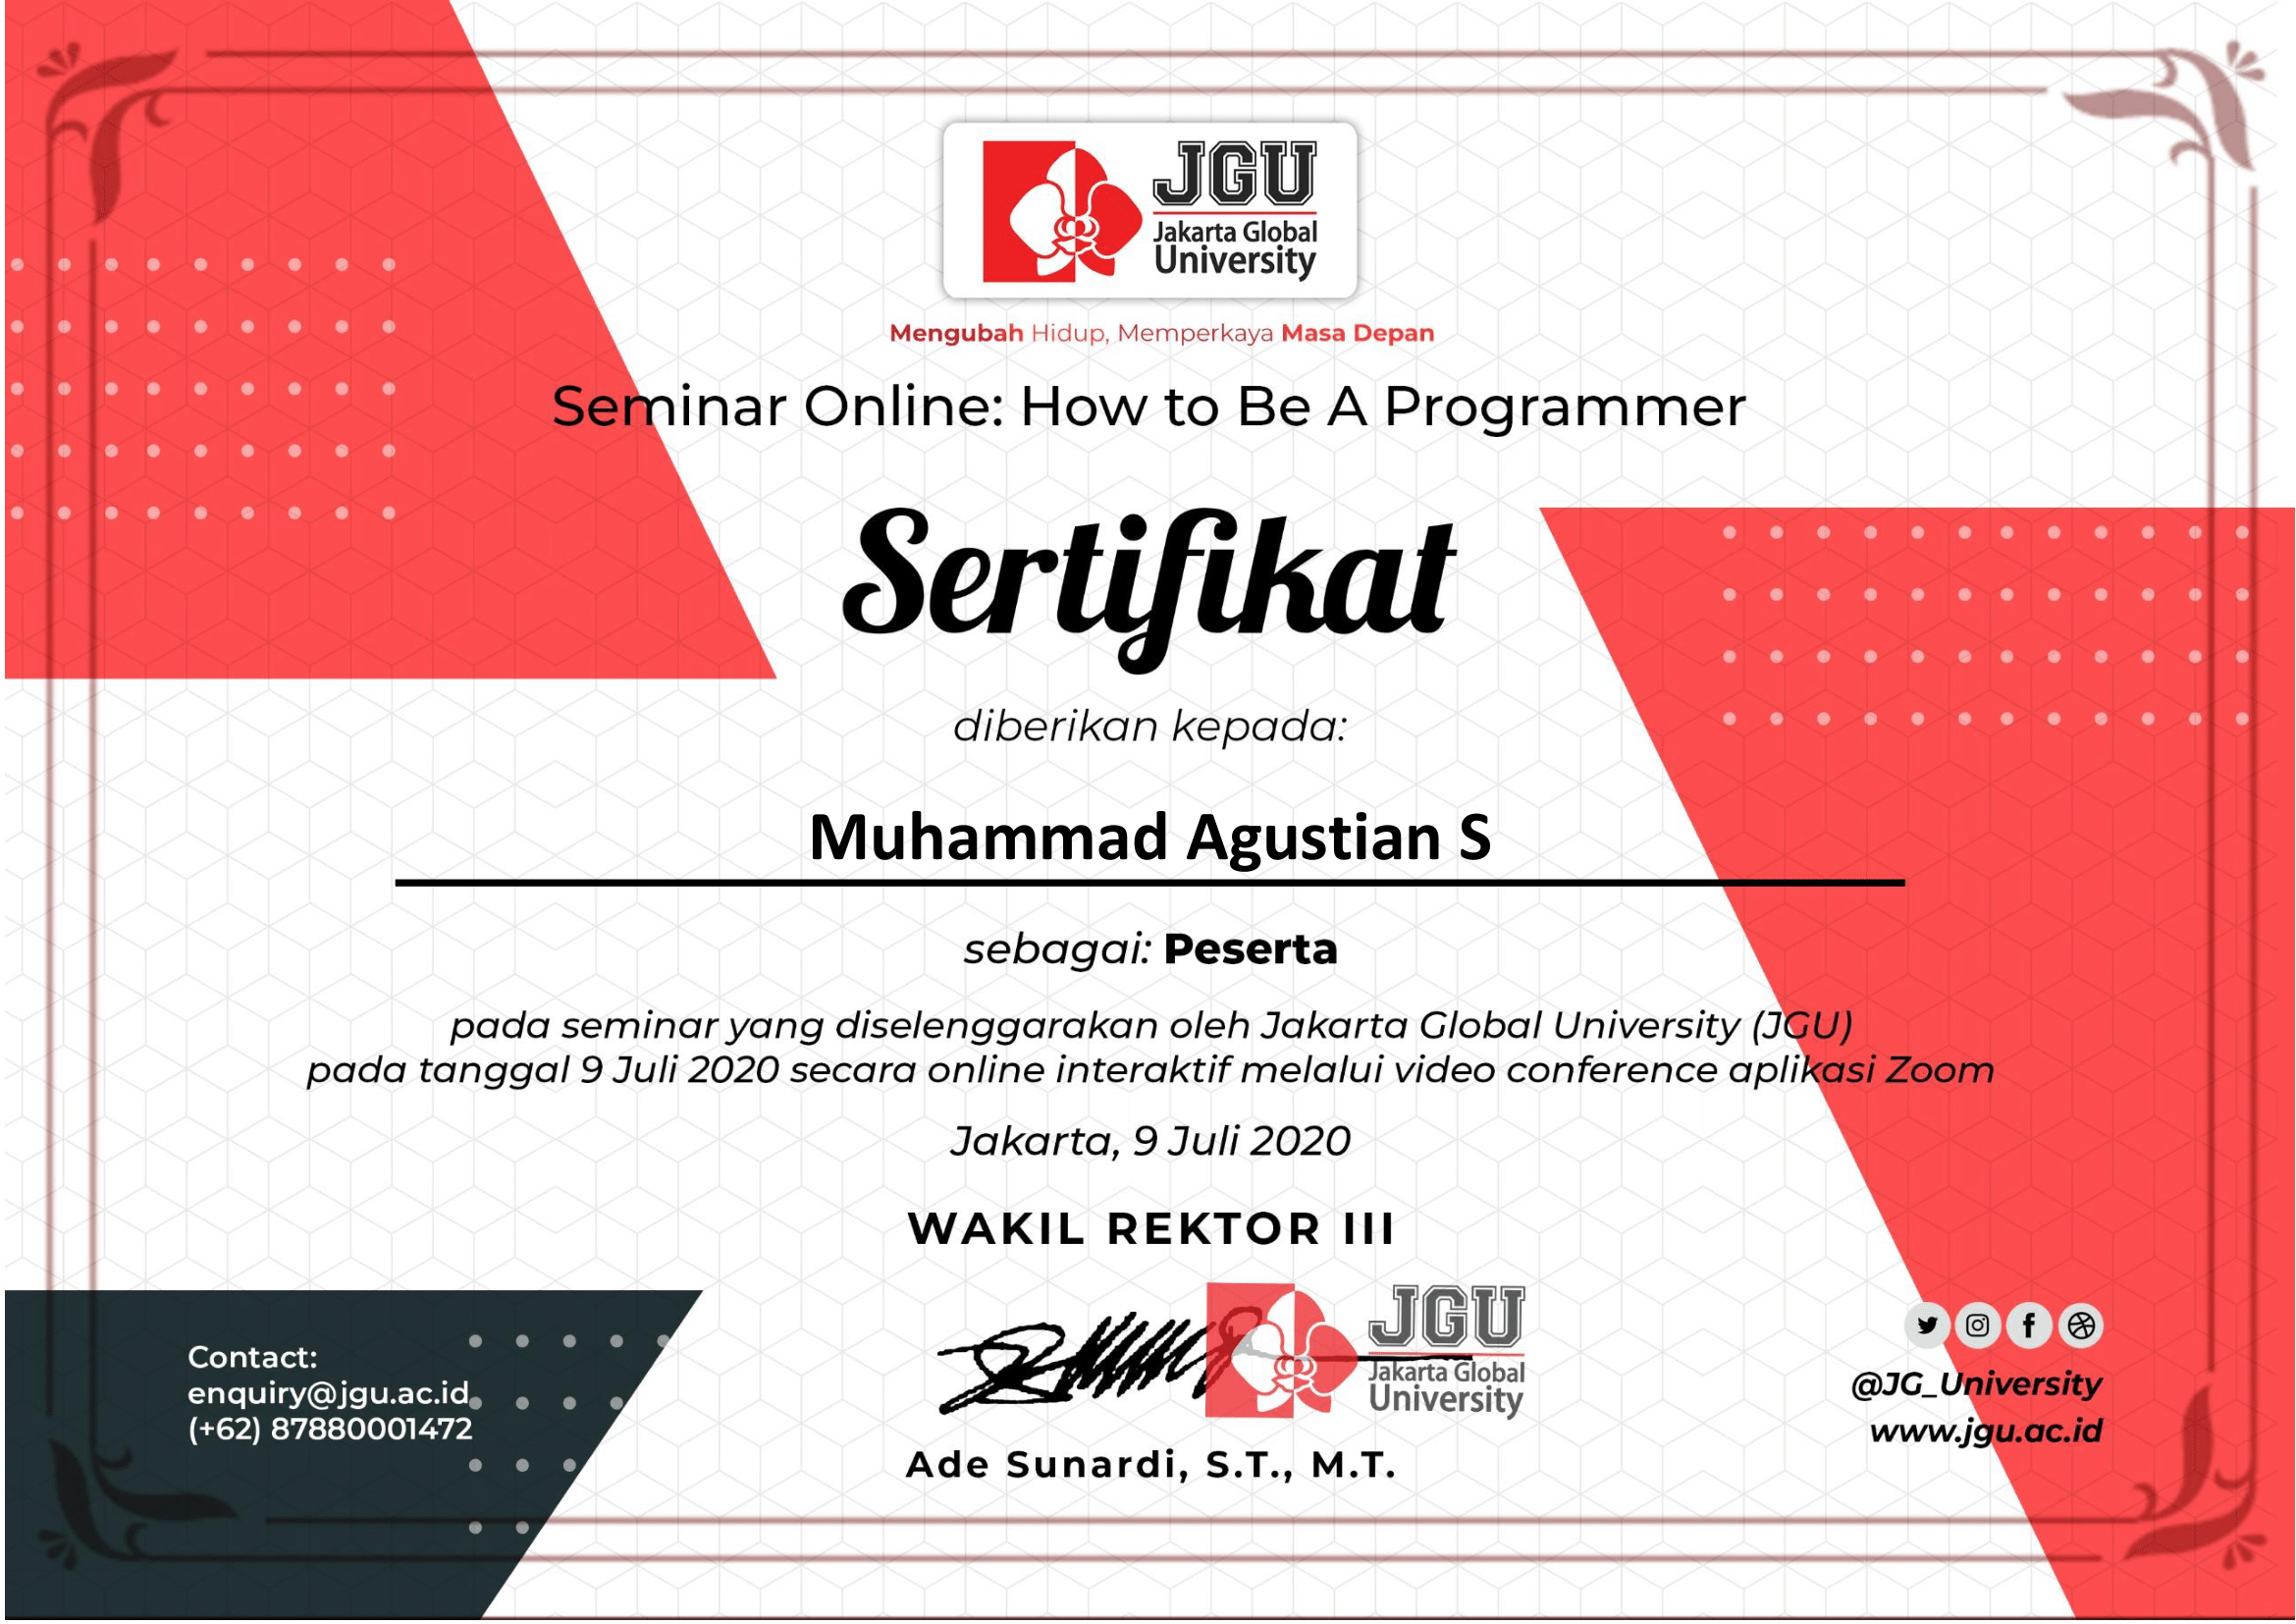 JGU
Jakarta Global
University
Mengubah Hidup, Memperkaya Masa Depan
Seminar Online: How to Be A Programmer
Sertifikat
diberikan kepada:
Muhammad Agustian S
sebagai: Peserta
pada seminar yang diselenggarakan oleh Jakarta Global University (JGU)
pada tanggal 9 Juli 2020 secara online interaktif melalui video conference aplikasi Zoom
Jakarta, 9 Juli 2020
WAKIL REKTOR III
JGU
Jakarta Global
University
Ade Sunardi, S.T., M.T.
Contact:
enquiry@jgu.ac.id
(+62) 87880001472
@JG_University
www.jgu.ac.id